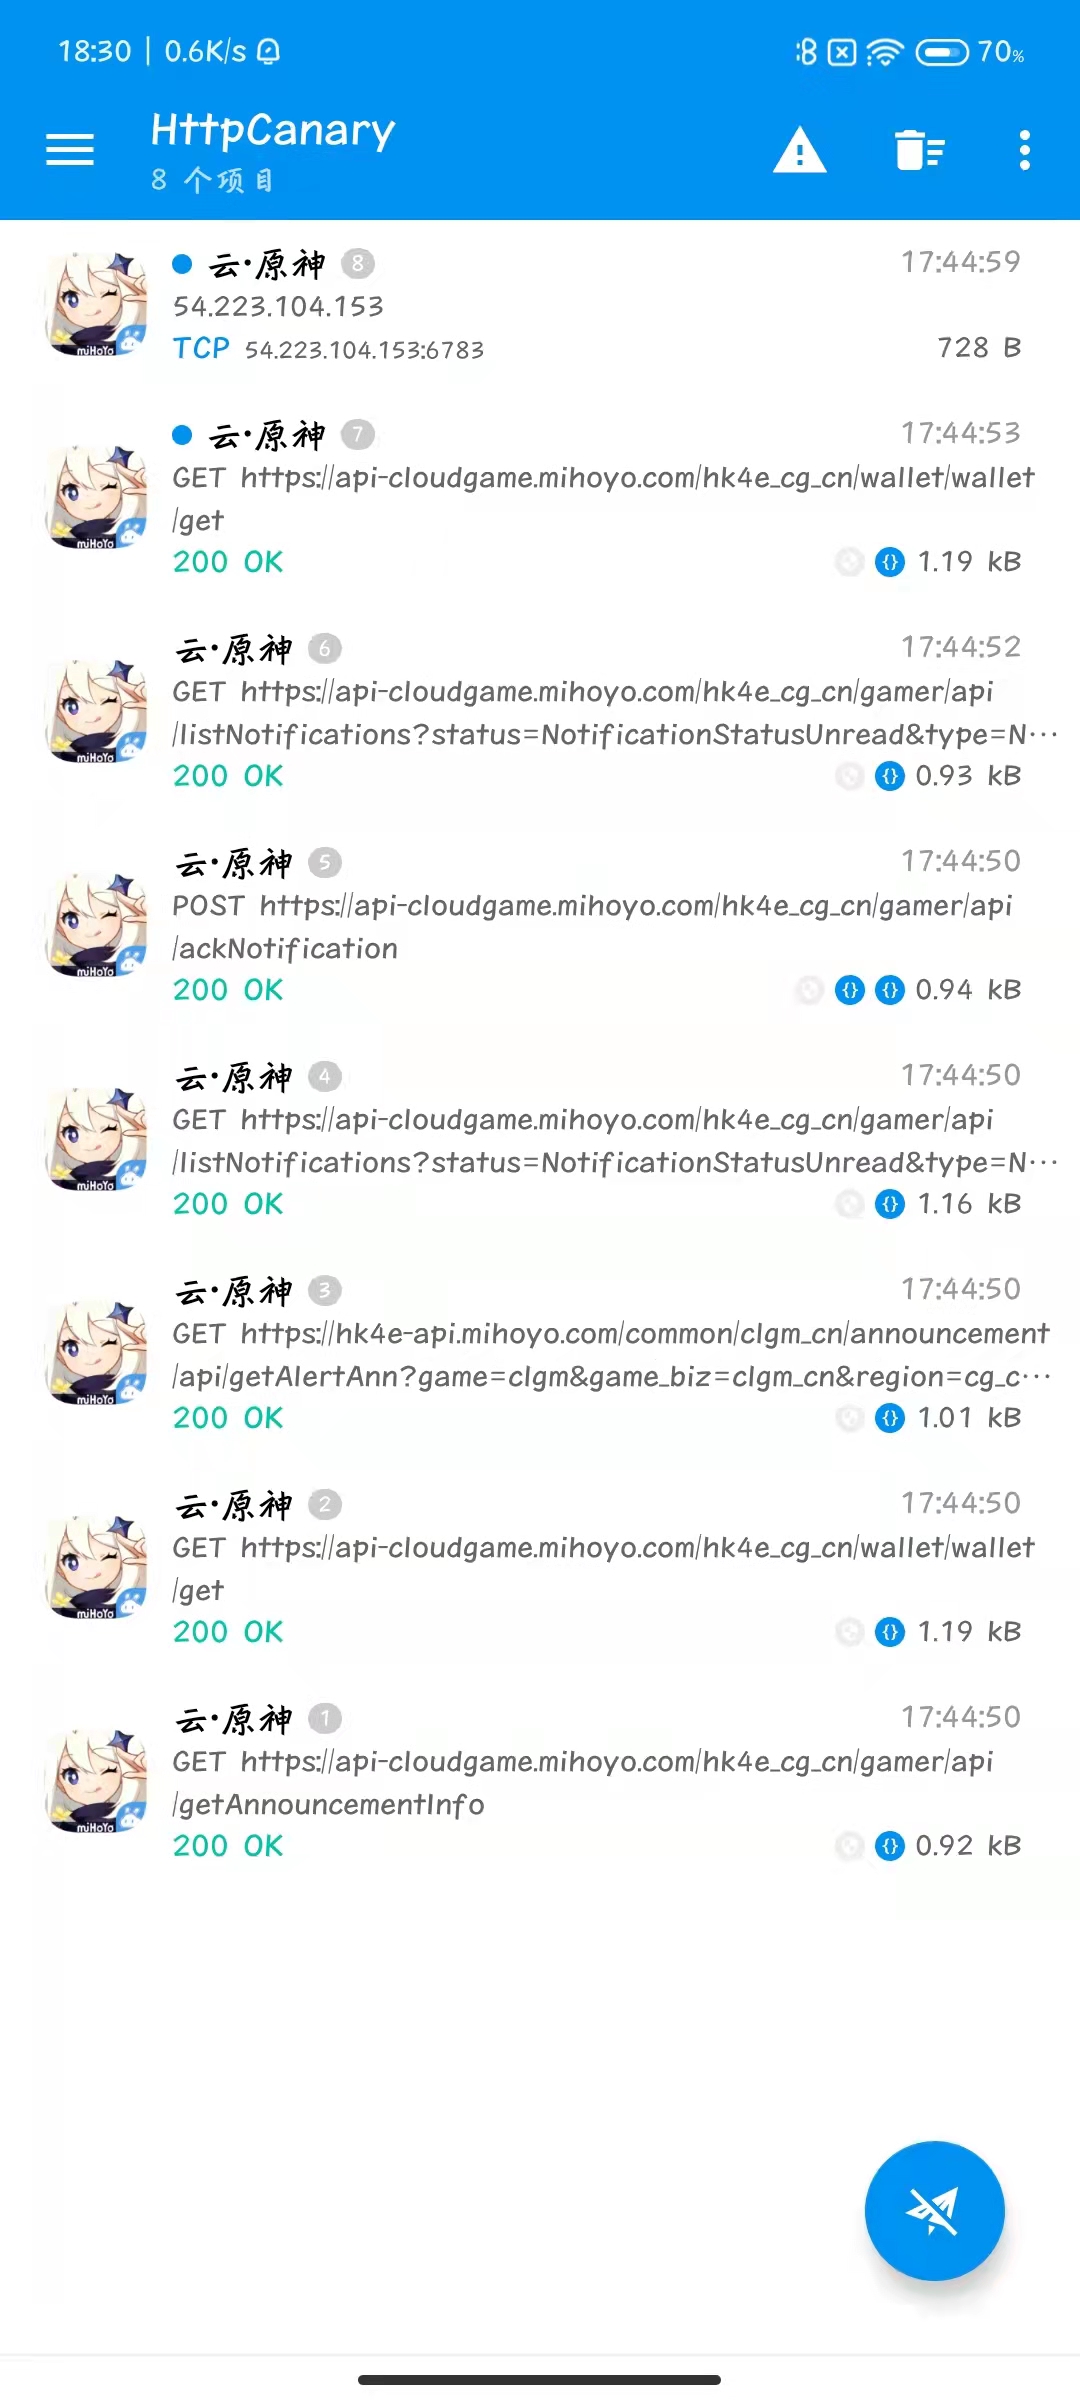 18:30 | 0.6K/s 70%
HttpCanary
8 个项目
云·原神 8 17:44:59
54.223.104.153
TCP 54.223.104.153:6783 728 B
云·原神 7 17:44:53
GET https://api-cloudgame.mihoyo.com/hk4e_cg_cn/wallet/wallet
/get
200 OK {} 1.19 kB
云·原神 6 17:44:52
GET https://api-cloudgame.mihoyo.com/hk4e_cg_cn/gamer/api
/listNotifications?status=NotificationStatusUnread&type=N…
200 OK {} 0.93 kB
云·原神 5 17:44:50
POST https://api-cloudgame.mihoyo.com/hk4e_cg_cn/gamer/api
/ackNotification
200 OK {} {} 0.94 kB
云·原神 4 17:44:50
GET https://api-cloudgame.mihoyo.com/hk4e_cg_cn/gamer/api
/listNotifications?status=NotificationStatusUnread&type=N…
200 OK {} 1.16 kB
云·原神 3 17:44:50
GET https://hk4e-api.mihoyo.com/common/clgm_cn/announcement
/api/getAlertAnn?game=clgm&game_biz=clgm_cn&region=cg_c…
200 OK {} 1.01 kB
云·原神 2 17:44:50
GET https://api-cloudgame.mihoyo.com/hk4e_cg_cn/wallet/wallet
/get
200 OK {} 1.19 kB
云·原神 1 17:44:50
GET https://api-cloudgame.mihoyo.com/hk4e_cg_cn/gamer/api
/getAnnouncementInfo
200 OK {} 0.92 kB